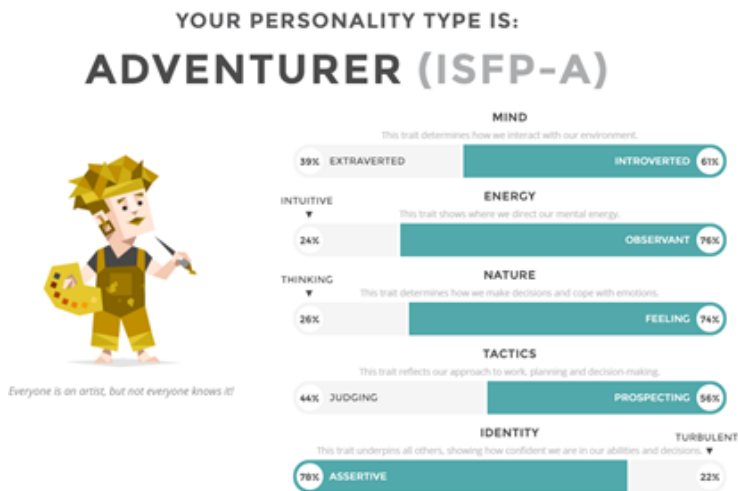 YOUR PERSONALITY TYPE IS:
ADVENTURER (ISFP-A)
MIND
This trait determines how we interact with our environment.
39% EXTRAVERTED INTROVERTED 61%
ENERGY
INTUITIVE
This trait shows where we direct our mental energy.
24% OBSERVANT 76%
NATURE
THINKING
This trait determines how we make decisions and cope with emotions.
26% FEELING 74%
TACTICS
This trait reflects our approach to work, planning and decision-making.
Everyone is an artist, but not everyone knows it!
44% JUDGING PROSPECTING 56%
IDENTITY
TURBULENT
This trait underpins all others, showing how confident we are in our abilities and decisions.
78% ASSERTIVE 22%